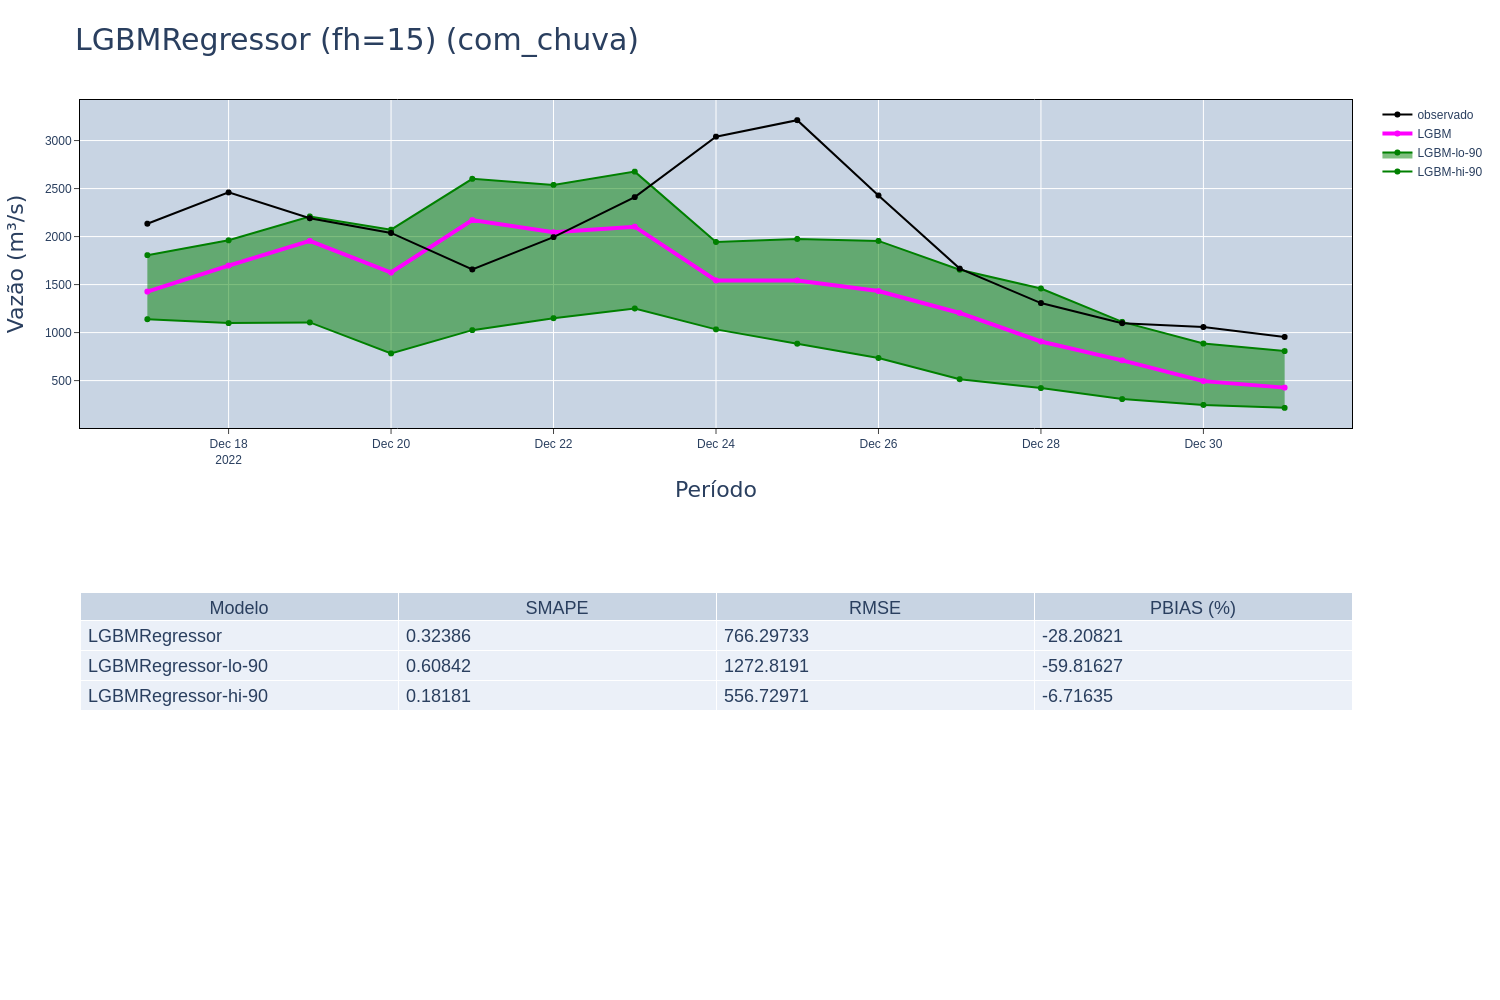 LGBMRegressor (fh=15) (com_chuva)
Vazão (m³/s)
3000
2500
2000
1500
1000
500
Dec 18
2022
Dec 20
Dec 22
Dec 24
Dec 26
Dec 28
Dec 30
Período
observado
LGBM
LGBM-lo-90
LGBM-hi-90
Modelo SMAPE RMSE PBIAS (%)
LGBMRegressor 0.32386 766.29733 -28.20821
LGBMRegressor-lo-90 0.60842 1272.8191 -59.81627
LGBMRegressor-hi-90 0.18181 556.72971 -6.71635